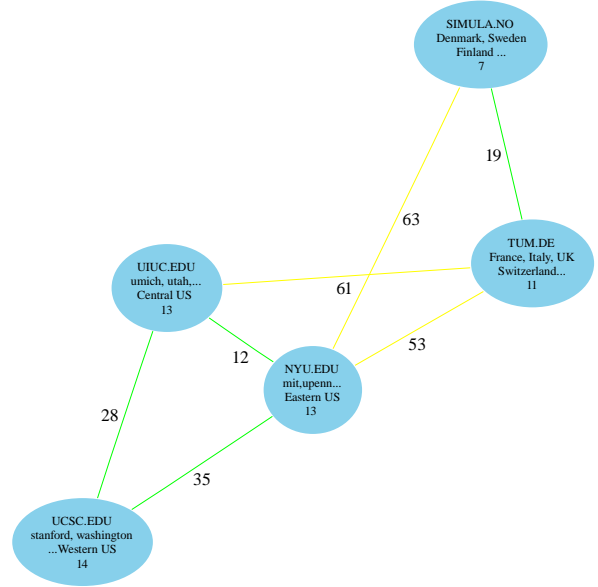 SIMULA.NO
Denmark, Sweden
Finland ...
7
19
63
TUM.DE
France, Italy, UK
Switzerland...
11
UIUC.EDU
umich, utah,...
Central US
13
61
53
12
NYU.EDU
mit,upenn...
Eastern US
13
28
35
UCSC.EDU
stanford, washington
...Western US
14